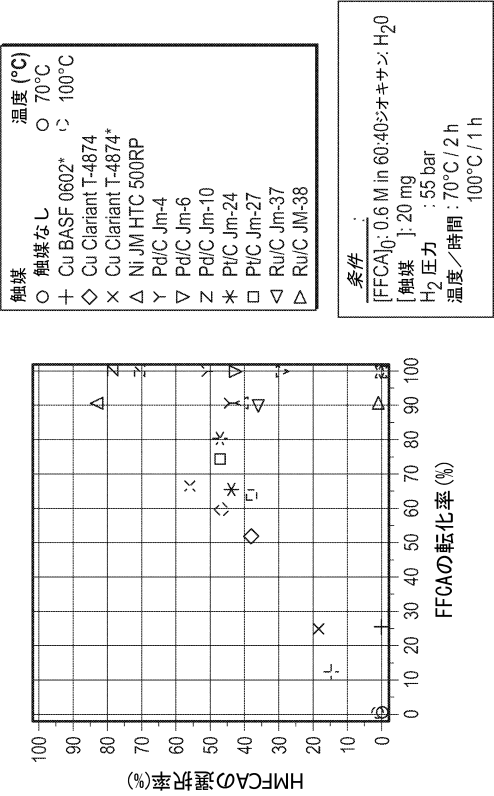 触媒 温度 (°C)
○ 触媒なし ○ 70°C
+ Cu BASF 0602* 100°C
◇ Cu Clariant T-4874
× Cu Clariant T-4874*
△ Ni JM HTC 500RP
Y Pd/C Jm-4
▽ Pd/C Jm-6
Z Pd/C Jm-10
* Pt/C Jm-24
□ Pt/C Jm-27
◁ Ru/C Jm-37
▷ Ru/C JM-38
条件
[FFCA]0: 0.6 M in 60:40ジオキサン: H20
[触媒 ]: 20 mg
H2 圧力 : 55 bar
温度/時間 : 70°C / 2 h
100°C / 1 h
HMFCAの選択率(%)
100
90
80
70
60
50
40
30
20
10
0
0 10 20 30 40 50 60 70 80 90 100
FFCAの転化率(%)